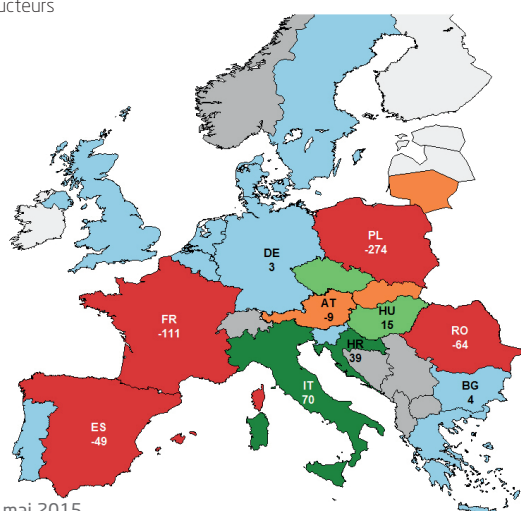 ucteurs
PL
-274
DE
3
AT
-9
HU
15
FR
-111
RO
-64
HR
39
IT
70
BG
4
ES
-49
mai 2015